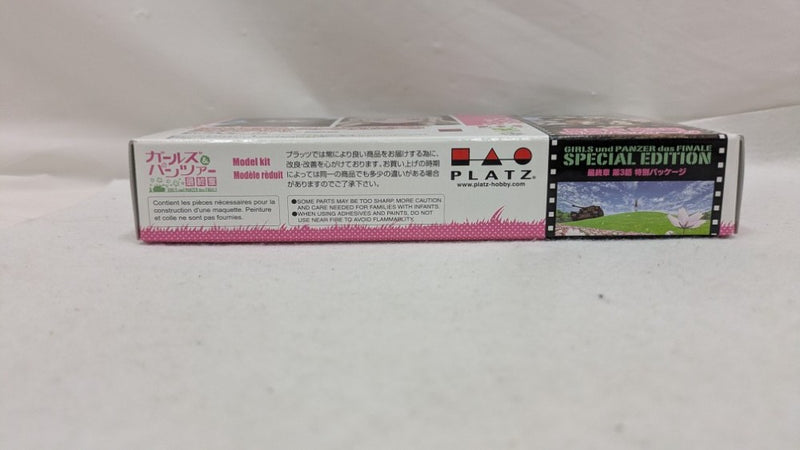 ガールズ&
パンツァー
最終章
GIRLS und PANZER das FINALE
Model kit
Modèle réduit
Contient les pièces nécessaires pour la
construction d'une maquette. Peinture
et colle ne sont pas fournies.
プラッツでは常により良い商品をお届けする為に、
改良・改善を心がけております。お買い上げの時期
によっては同一の商品でも多少の違いがある場合
がありますのでご了承下さい。
●SOME PARTS MAY BE TOO SHARP. MORE CAUTION
AND CARE NEEDED FOR FAMILIES WITH INFANTS.
●WHEN USING ADHESIVES AND PAINTS, DO NOT
USE NEAR FIRE TO AVOID FLAMMABILITY.
PLATZ®
www.platz-hobby.com
GIRLS und PANZER das FINALE
SPECIAL EDITION
最終章 第3話 特別パッケージ